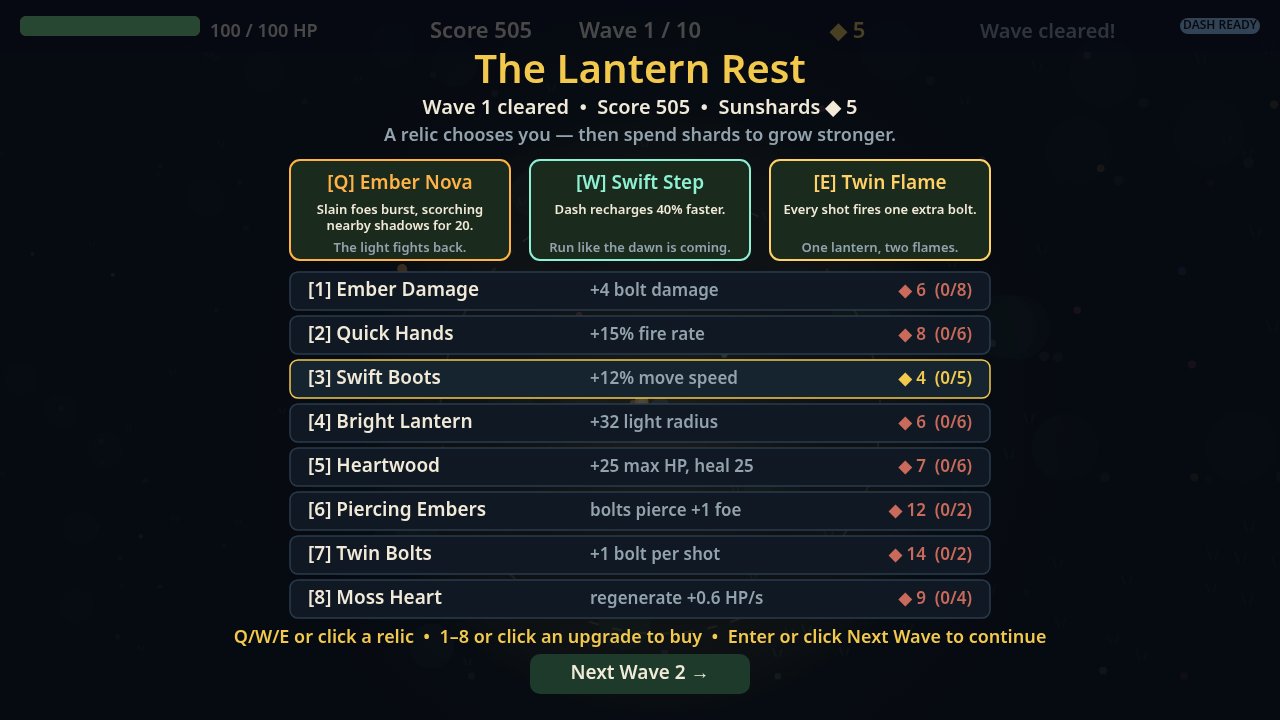 100 / 100 HP Score 505 Wave 1 / 10 ◆ 5 Wave cleared! DASH READY
The Lantern Rest
Wave 1 cleared • Score 505 • Sunshards ◆ 5
A relic chooses you — then spend shards to grow stronger.
[Q] Ember Nova
Slain foes burst, scorching
nearby shadows for 20.
The light fights back.
[W] Swift Step
Dash recharges 40% faster.
Run like the dawn is coming.
[E] Twin Flame
Every shot fires one extra bolt.
One lantern, two flames.
[1] Ember Damage +4 bolt damage ◆ 6 (0/8)
[2] Quick Hands +15% fire rate ◆ 8 (0/6)
[3] Swift Boots +12% move speed ◆ 4 (0/5)
[4] Bright Lantern +32 light radius ◆ 6 (0/6)
[5] Heartwood +25 max HP, heal 25 ◆ 7 (0/6)
[6] Piercing Embers bolts pierce +1 foe ◆ 12 (0/2)
[7] Twin Bolts +1 bolt per shot ◆ 14 (0/2)
[8] Moss Heart regenerate +0.6 HP/s ◆ 9 (0/4)
Q/W/E or click a relic • 1–8 or click an upgrade to buy • Enter or click Next Wave to continue
Next Wave 2 →